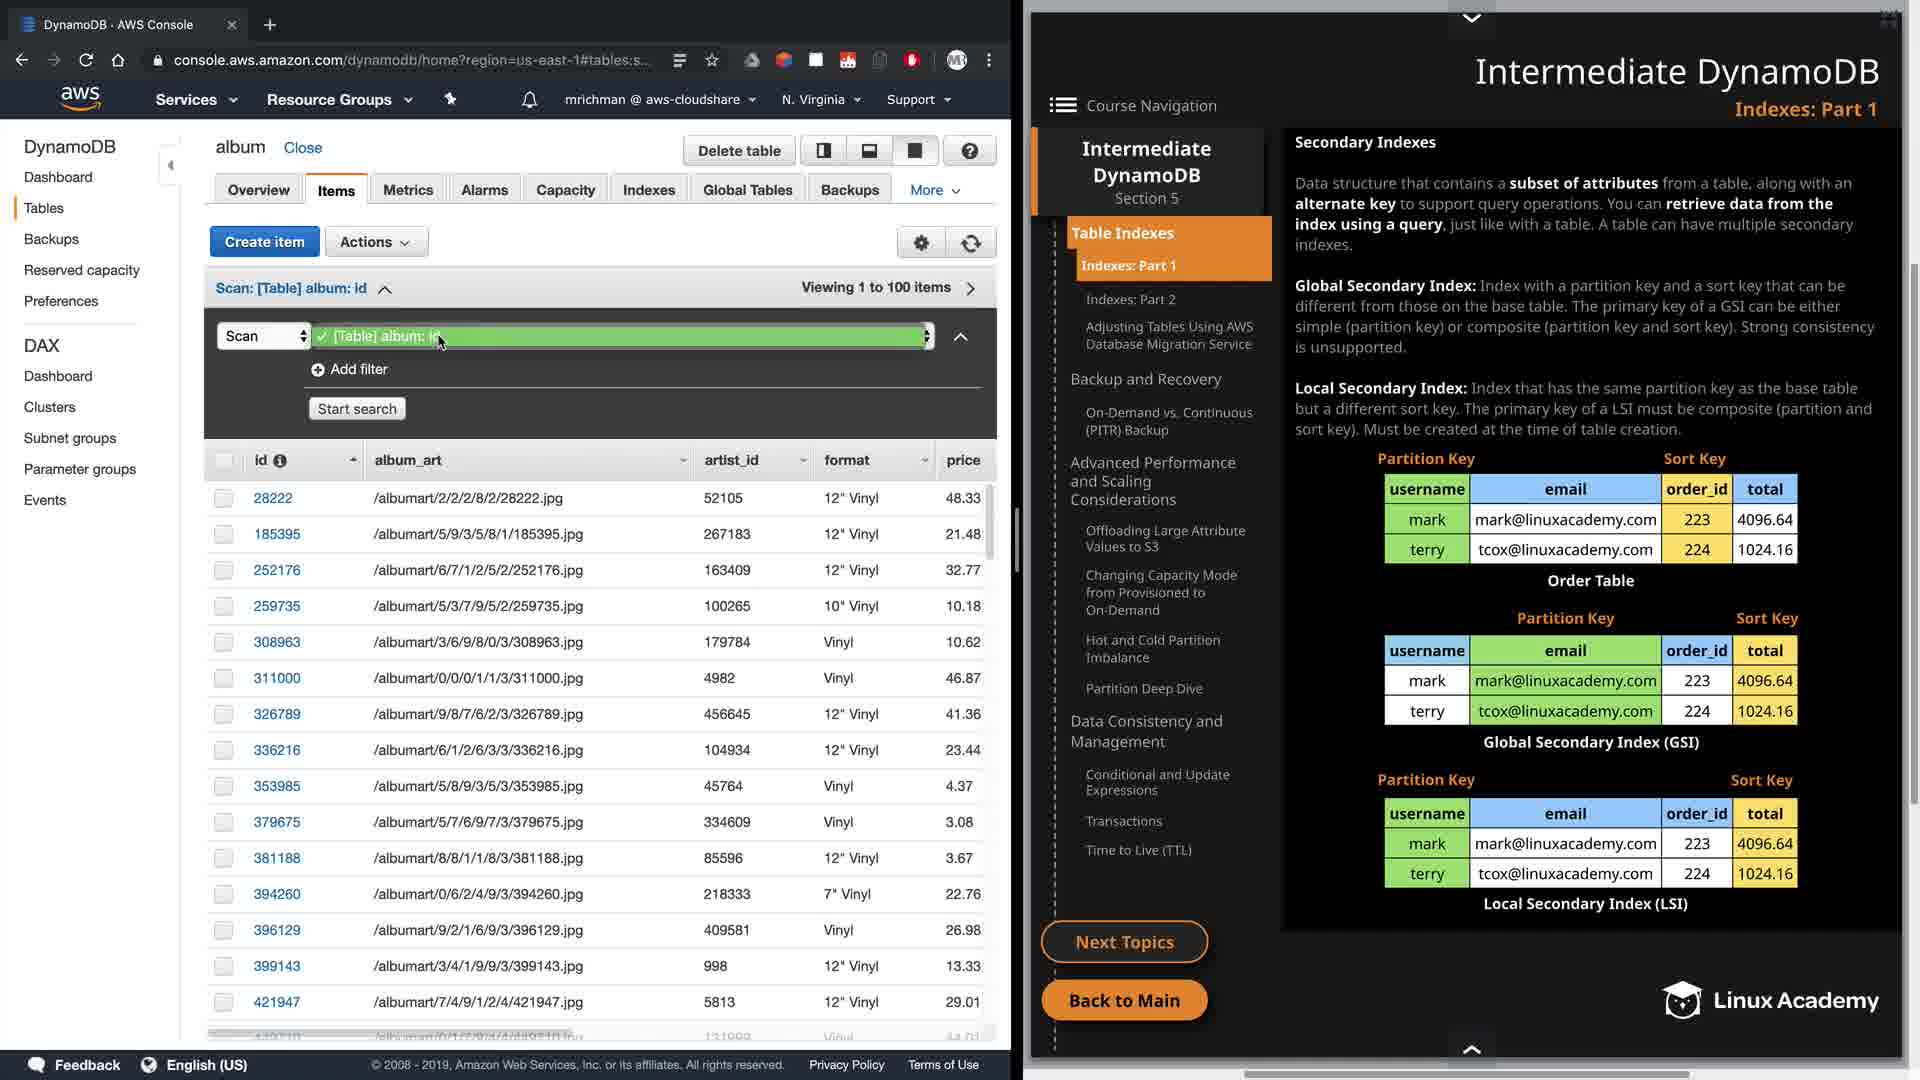 DynamoDB · AWS Console
console.aws.amazon.com/dynamodb/home?region=us-east-1#tables:s...
MR
aws
Services
Resource Groups
mrichman @ aws-cloudshare
N. Virginia
Support
DynamoDB
Dashboard
Tables
Backups
Reserved capacity
Preferences
DAX
Dashboard
Clusters
Subnet groups
Parameter groups
Events
album
Close
Delete table
Overview
Items
Metrics
Alarms
Capacity
Indexes
Global Tables
Backups
More
Create item
Actions
Scan: [Table] album: id
Viewing 1 to 100 items
Scan
[Table] album: id
Add filter
Start search
id album_art artist_id format price
28222 /albumart/2/2/2/8/2/28222.jpg 52105 12" Vinyl 48.33
185395 /albumart/5/9/3/5/8/1/185395.jpg 267183 12" Vinyl 21.48
252176 /albumart/6/7/1/2/5/2/252176.jpg 163409 12" Vinyl 32.77
259735 /albumart/5/3/7/9/5/2/259735.jpg 100265 10" Vinyl 10.18
308963 /albumart/3/6/9/8/0/3/308963.jpg 179784 Vinyl 10.62
311000 /albumart/0/0/0/1/1/3/311000.jpg 4982 Vinyl 46.87
326789 /albumart/9/8/7/6/2/3/326789.jpg 456645 12" Vinyl 41.36
336216 /albumart/6/1/2/6/3/3/336216.jpg 104934 12" Vinyl 23.44
353985 /albumart/5/8/9/3/5/3/353985.jpg 45764 Vinyl 4.37
379675 /albumart/5/7/6/9/7/3/379675.jpg 334609 Vinyl 3.08
381188 /albumart/8/8/1/1/8/3/381188.jpg 85596 12" Vinyl 3.67
394260 /albumart/0/6/2/4/9/3/394260.jpg 218333 7" Vinyl 22.76
396129 /albumart/9/2/1/6/9/3/396129.jpg 409581 Vinyl 26.98
399143 /albumart/3/4/1/9/9/3/399143.jpg 998 12" Vinyl 13.33
421947 /albumart/7/4/9/1/2/4/421947.jpg 5813 12" Vinyl 29.01
Feedback
English (US)
© 2008 - 2019, Amazon Web Services, Inc. or its affiliates. All rights reserved.
Privacy Policy
Terms of Use
Intermediate DynamoDB
Indexes: Part 1
Course Navigation
Intermediate
DynamoDB
Section 5
Table Indexes
Indexes: Part 1
Indexes: Part 2
Adjusting Tables Using AWS
Database Migration Service
Backup and Recovery
On-Demand vs. Continuous
(PITR) Backup
Advanced Performance
and Scaling
Considerations
Offloading Large Attribute
Values to S3
Changing Capacity Mode
from Provisioned to
On-Demand
Hot and Cold Partition
Imbalance
Partition Deep Dive
Data Consistency and
Management
Conditional and Update
Expressions
Transactions
Time to Live (TTL)
Next Topics
Back to Main
Secondary Indexes
Data structure that contains a subset of attributes from a table, along with an
alternate key to support query operations. You can retrieve data from the
index using a query, just like with a table. A table can have multiple secondary
indexes.
Global Secondary Index: Index with a partition key and a sort key that can be
different from those on the base table. The primary key of a GSI can be either
simple (partition key) or composite (partition key and sort key). Strong consistency
is unsupported.
Local Secondary Index: Index that has the same partition key as the base table
but a different sort key. The primary key of a LSI must be composite (partition and
sort key). Must be created at the time of table creation.
Partition Key Sort Key
username email order_id total
mark mark@linuxacademy.com 223 4096.64
terry tcox@linuxacademy.com 224 1024.16
Order Table
Partition Key Sort Key
username email order_id total
mark mark@linuxacademy.com 223 4096.64
terry tcox@linuxacademy.com 224 1024.16
Global Secondary Index (GSI)
Partition Key Sort Key
username email order_id total
mark mark@linuxacademy.com 223 4096.64
terry tcox@linuxacademy.com 224 1024.16
Local Secondary Index (LSI)
Linux Academy